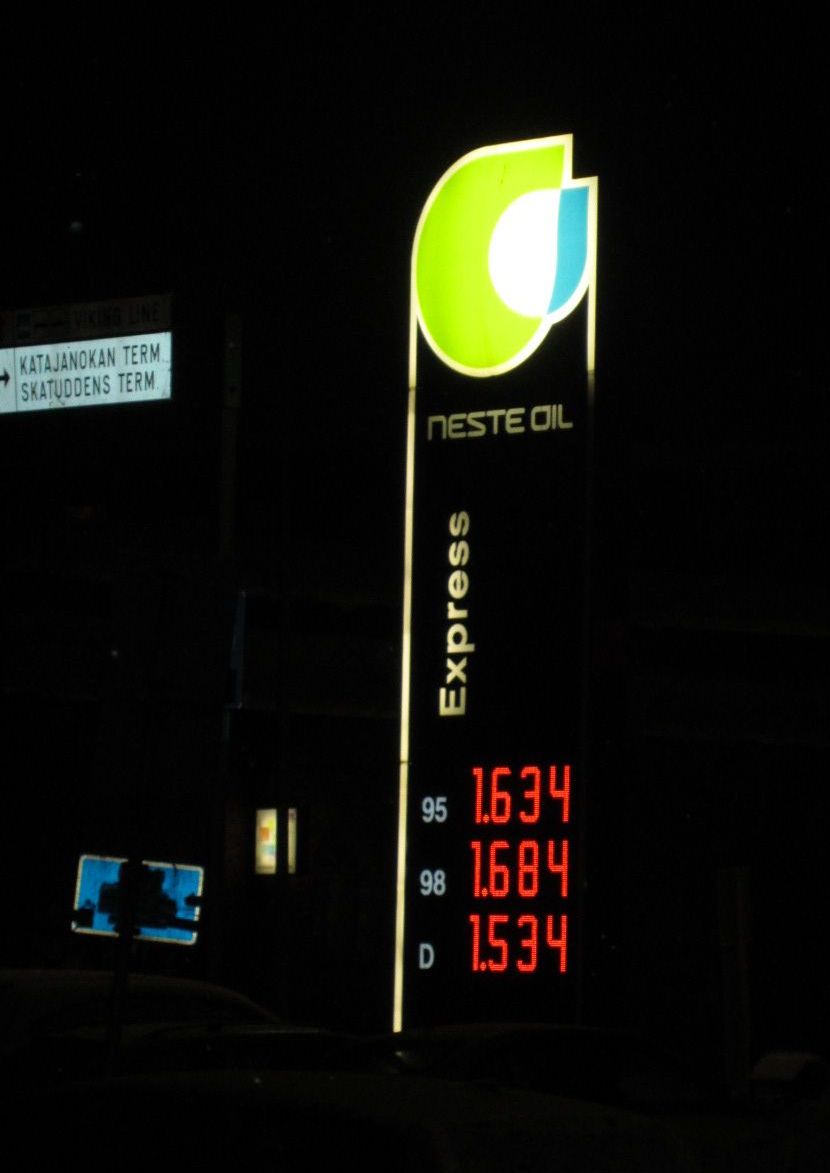 VIKING LINE
KATAJANOKAN TERM.
SKATUDDENS TERM.
NESTE OIL
Express
95 1.634
98 1.684
D 1.534